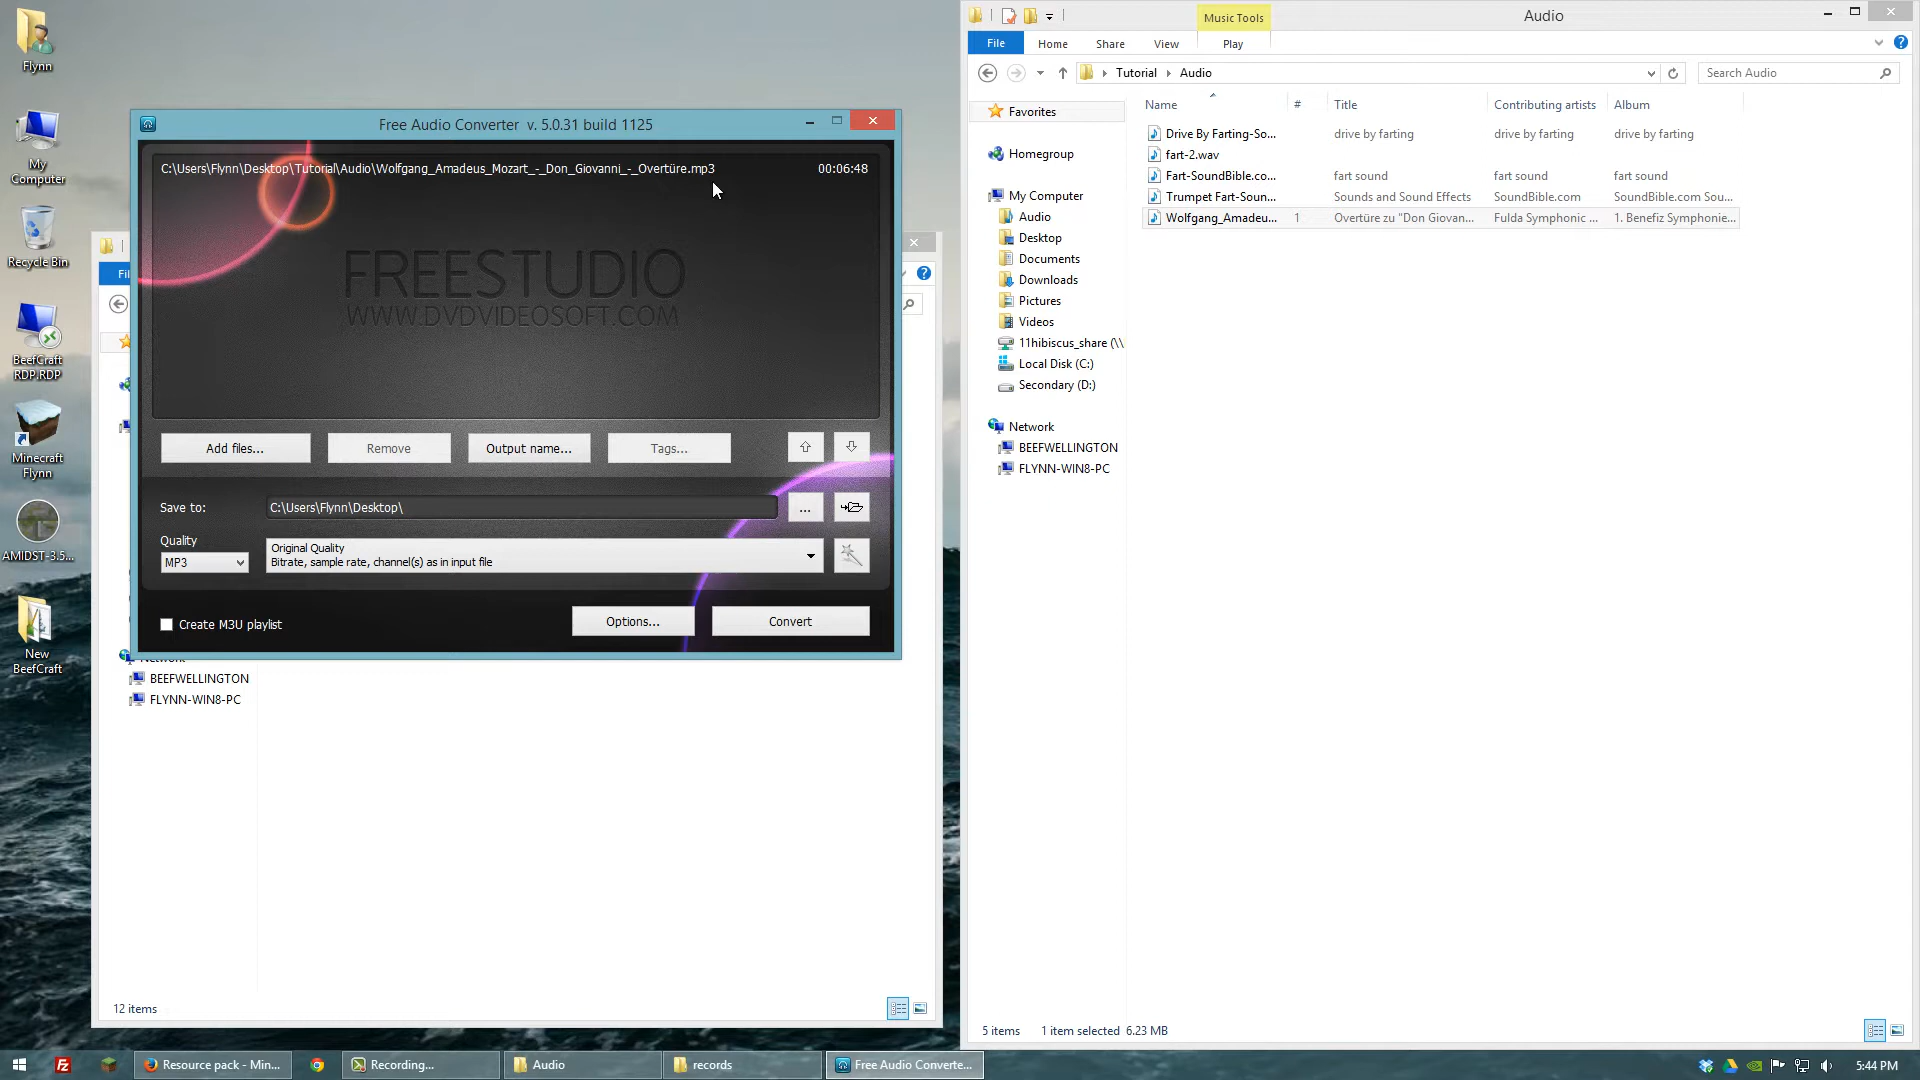 Flynn
My
Computer
Recycle Bin
BeefCraft
RDP.RDP
Minecraft
Flynn
AMIDST-3.5...
New
BeefCraft
Free Audio Converter v. 5.0.31 build 1125
C:\Users\Flynn\Desktop\Tutorial\Audio\Wolfgang_Amadeus_Mozart_-_Don_Giovanni_-_Overtüre.mp3 00:06:48
FREESTUDIO
WWW.DVDVIDEOSOFT.COM
Add files... Remove Output name... Tags...
Save to: C:\Users\Flynn\Desktop\ ...
Quality
MP3
Original Quality
Bitrate, sample rate, channel(s) as in input file
Create M3U playlist Options... Convert
BEEFWELLINGTON
FLYNN-WIN8-PC
12 items
Music Tools Audio
File Home Share View Play
Tutorial Audio Search Audio
Name # Title Contributing artists Album
Favorites
Homegroup
My Computer
Audio
Desktop
Documents
Downloads
Pictures
Videos
11hibiscus_share (\\
Local Disk (C:)
Secondary (D:)
Network
BEEFWELLINGTON
FLYNN-WIN8-PC
Drive By Farting-So... drive by farting drive by farting drive by farting
fart-2.wav
Fart-SoundBible.co... fart sound fart sound fart sound
Trumpet Fart-Soun... Sounds and Sound Effects SoundBible.com SoundBible.com Sou...
Wolfgang_Amadeu... 1 Overtüre zu "Don Giovan... Fulda Symphonic ... 1. Benefiz Symphonie...
5 items 1 item selected 6.23 MB
Resource pack - Min... Recording... Audio records Free Audio Converte... 5:44 PM